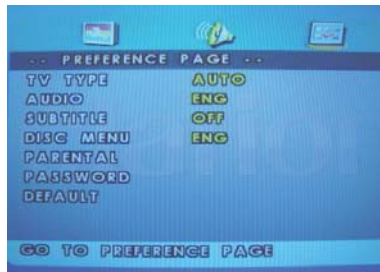 -- PREFERENCE PAGE --
TV TYPE AUTO
AUDIO ENG
SUBTITLE OFF
DISC MENU ENG
PARENTAL
PASSWORD
DEFAULT
GO TO PREFERENCE PAGE